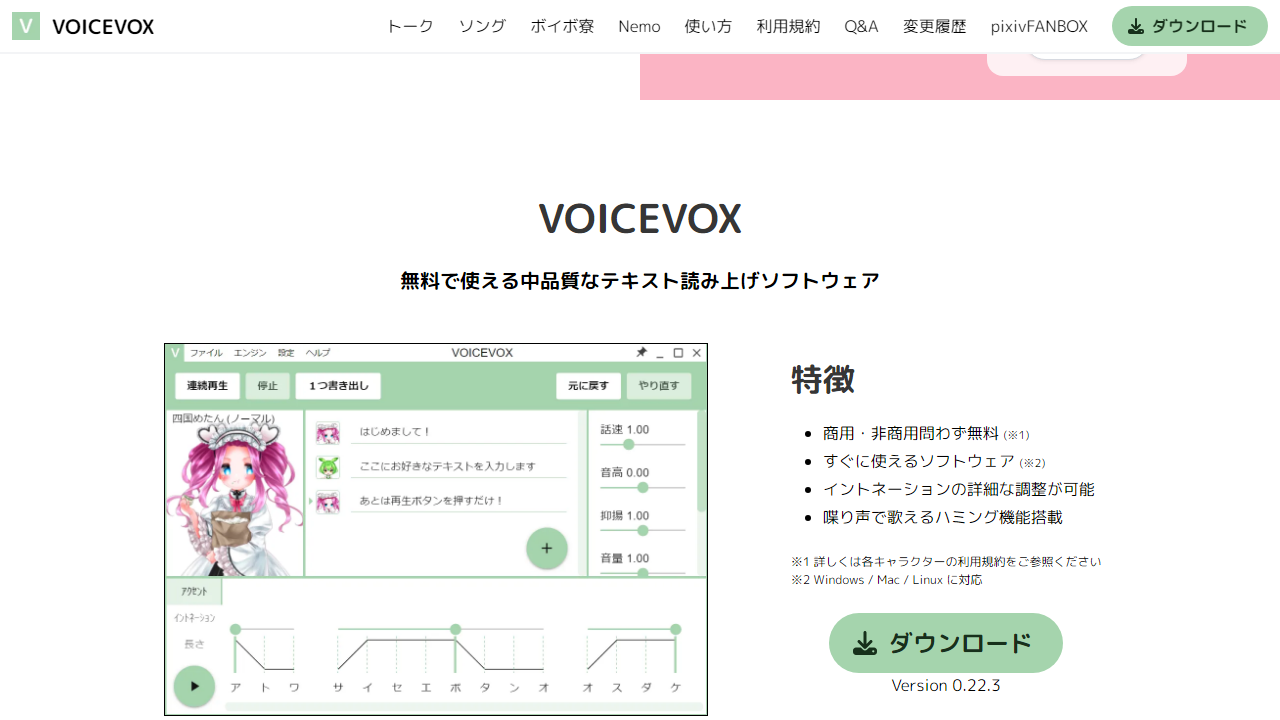 V VOICEVOX
トーク ソング ボイボ寮 Nemo 使い方 利用規約 Q&A 変更履歴 pixivFANBOX ダウンロード
VOICEVOX
無料で使える中品質なテキスト読み上げソフトウェア
V ファイル エンジン 設定 ヘルプ VOICEVOX
連続再生 停止 1つ書き出し 元に戻す やり直す
四国めたん (ノーマル)
はじめまして！
ここにお好きなテキストを入力します
あとは再生ボタンを押すだけ！
話速 1.00
音高 0.00
抑揚 1.00
音量 1.00
アクセント
イントネーション
長さ
ア ト ワ サ イ セ エ ボ タ ン オ オ ス ダ ケ
特徴
商用・非商用問わず無料 (※1)
すぐに使えるソフトウェア (※2)
イントネーションの詳細な調整が可能
喋り声で歌えるハミング機能搭載
※1 詳しくは各キャラクターの利用規約をご参照ください
※2 Windows / Mac / Linux に対応
ダウンロード
Version 0.22.3